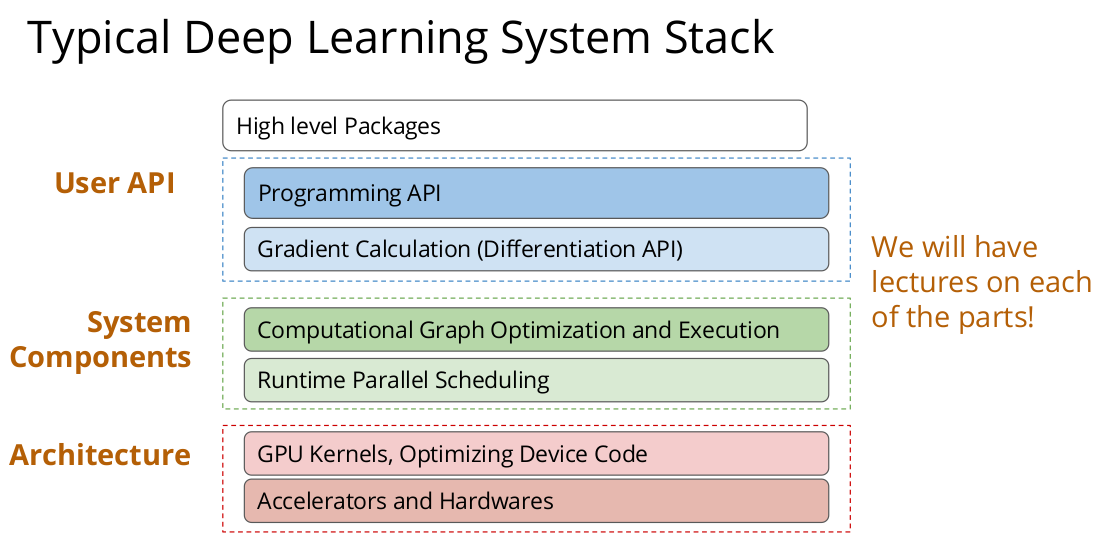 Typical Deep Learning System Stack
High level Packages
User API
Programming API
Gradient Calculation (Differentiation API)
We will have
lectures on each
of the parts!
System
Components
Computational Graph Optimization and Execution
Runtime Parallel Scheduling
Architecture
GPU Kernels, Optimizing Device Code
Accelerators and Hardwares